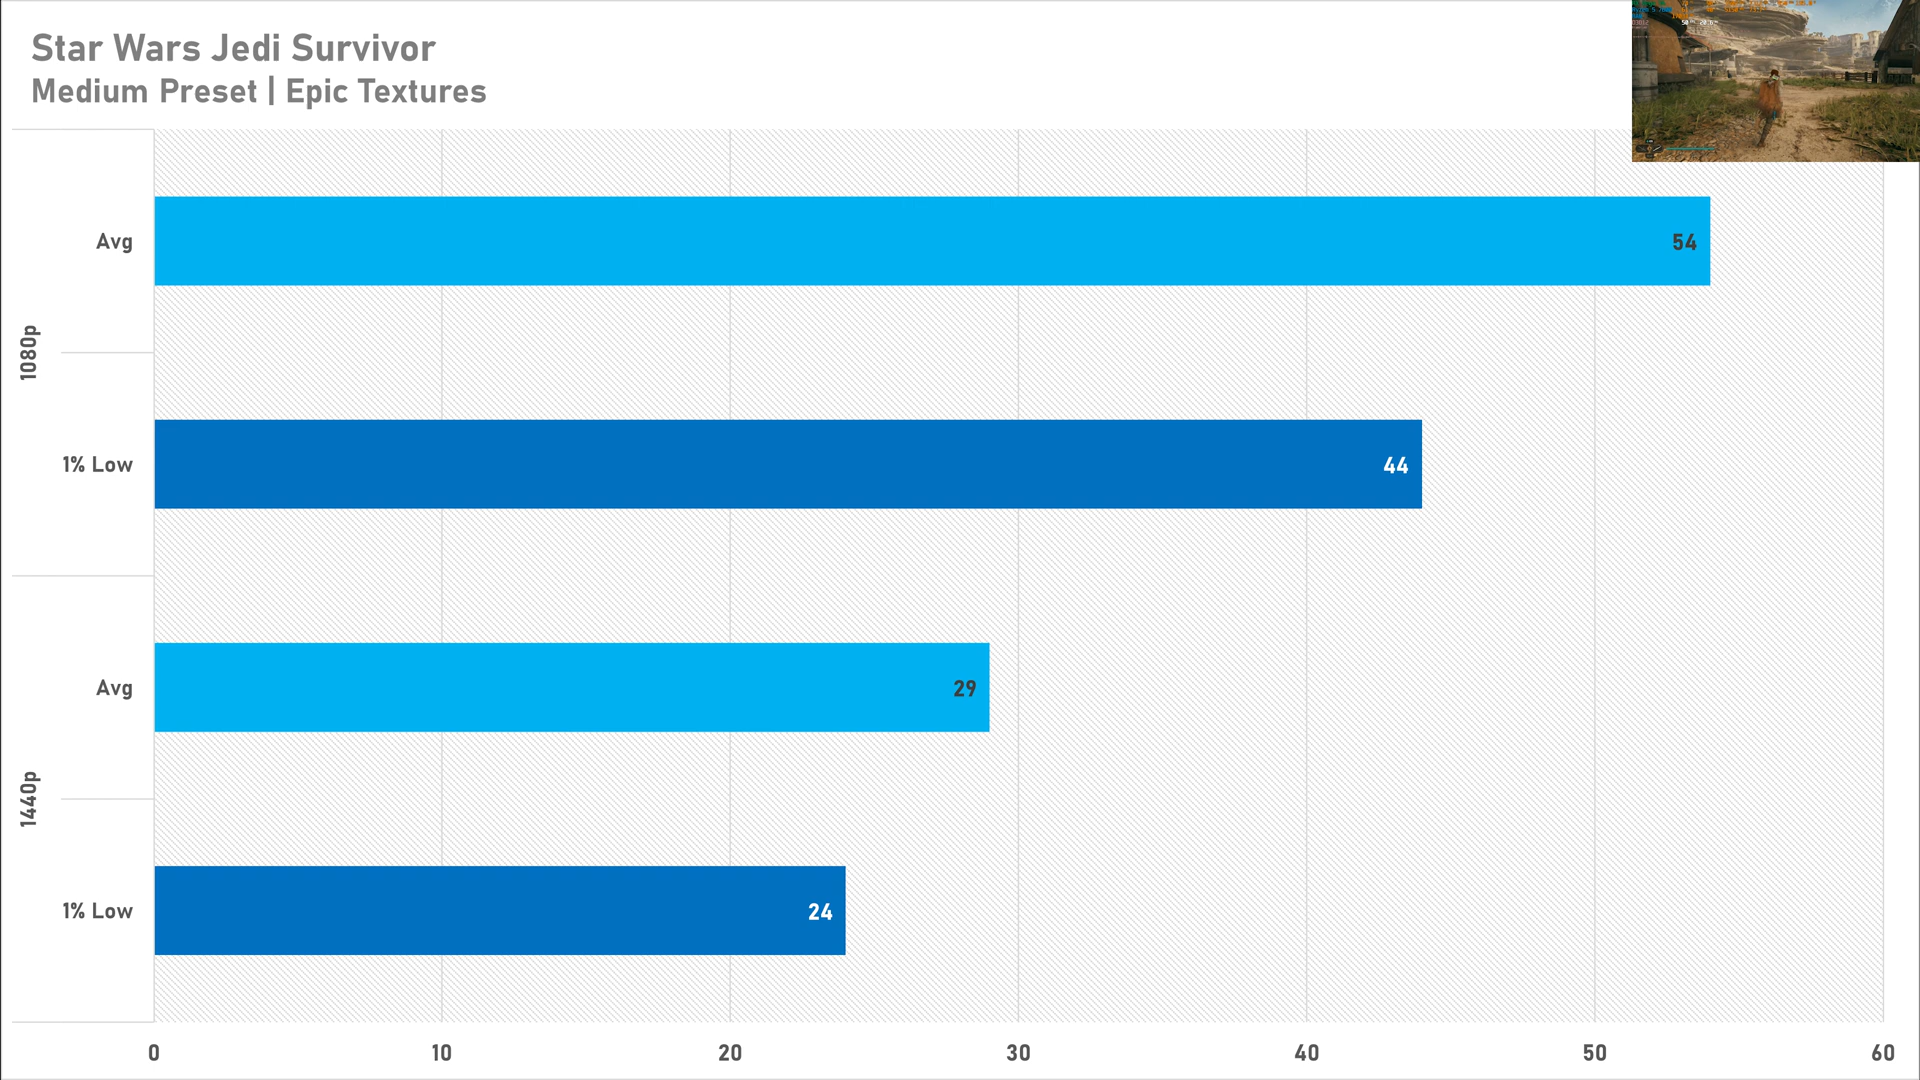 Star Wars Jedi Survivor
Medium Preset | Epic Textures
1080p
Avg
54
1% Low
44
1440p
Avg
29
1% Low
24
0 10 20 30 40 50 60